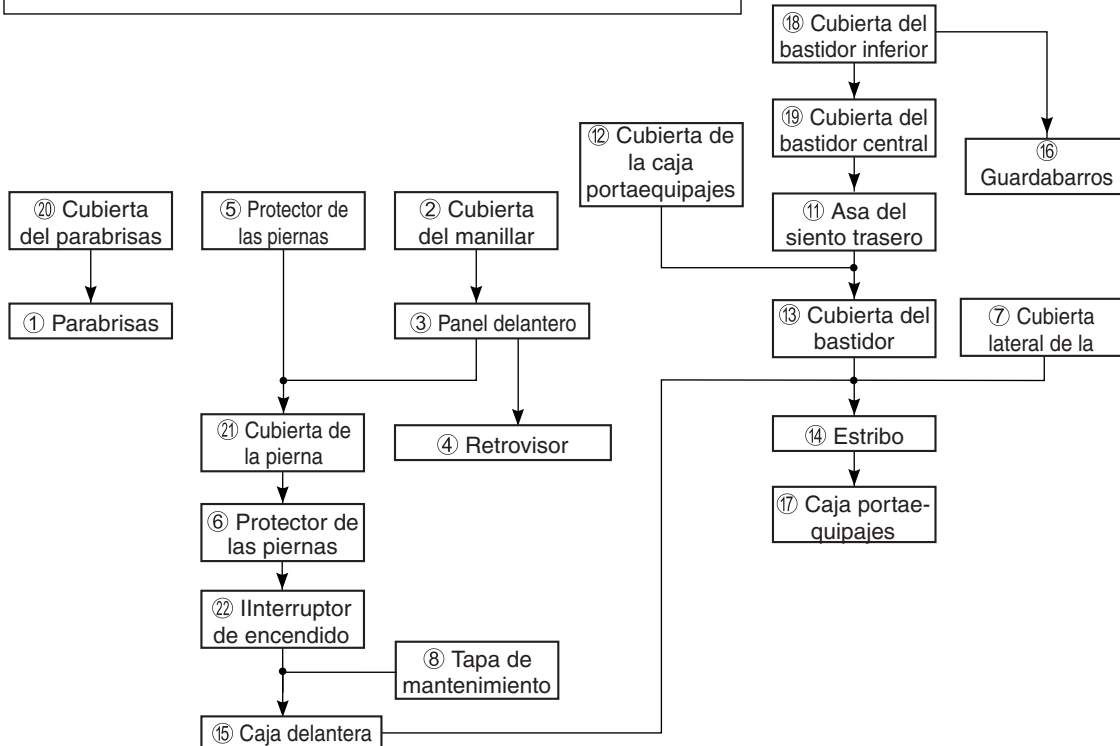 ⑱ Cubierta del
bastidor inferior
⑲ Cubierta del
bastidor central
⑫ Cubierta de
la caja
portaequipajes
⑯
Guardabarros
⑳ Cubierta
del parabrisas
⑤ Protector de
las piernas
② Cubierta
del manillar
⑪ Asa del
siento trasero
① Parabrisas
③ Panel delantero
⑬ Cubierta del
bastidor
⑦ Cubierta
lateral de la
㉑ Cubierta de
la pierna
④ Retrovisor
⑭ Estribo
⑥ Protector de
las piernas
⑰ Caja portae-
quipajes
㉒ IInterruptor
de encendido
⑧ Tapa de
mantenimiento
⑮ Caja delantera